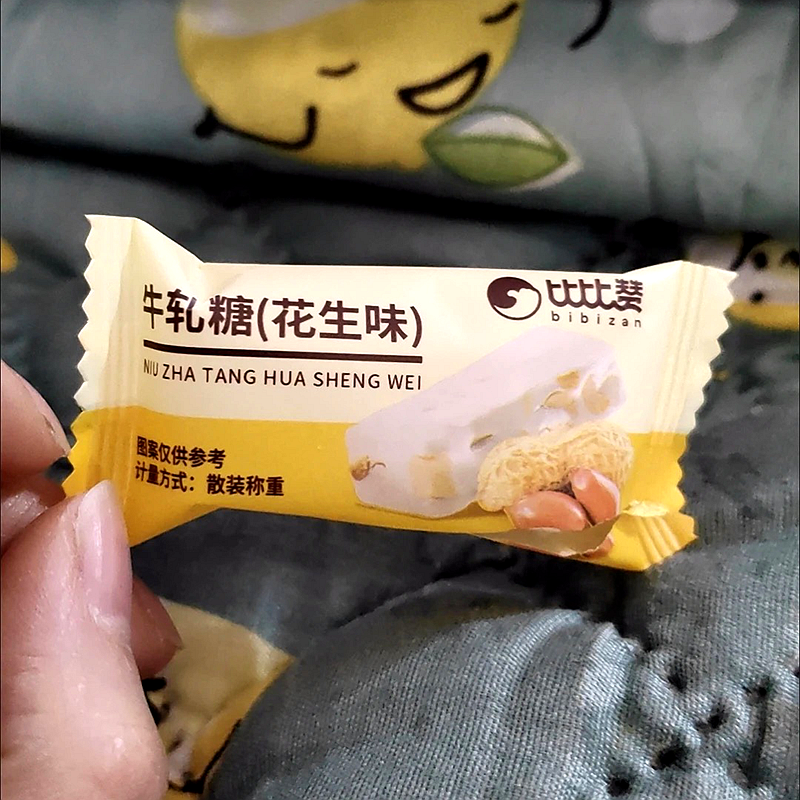 比比赞
bibizan
牛轧糖(花生味)
NIU ZHA TANG HUA SHENG WEI
图案仅供参考
计量方式：散装称重